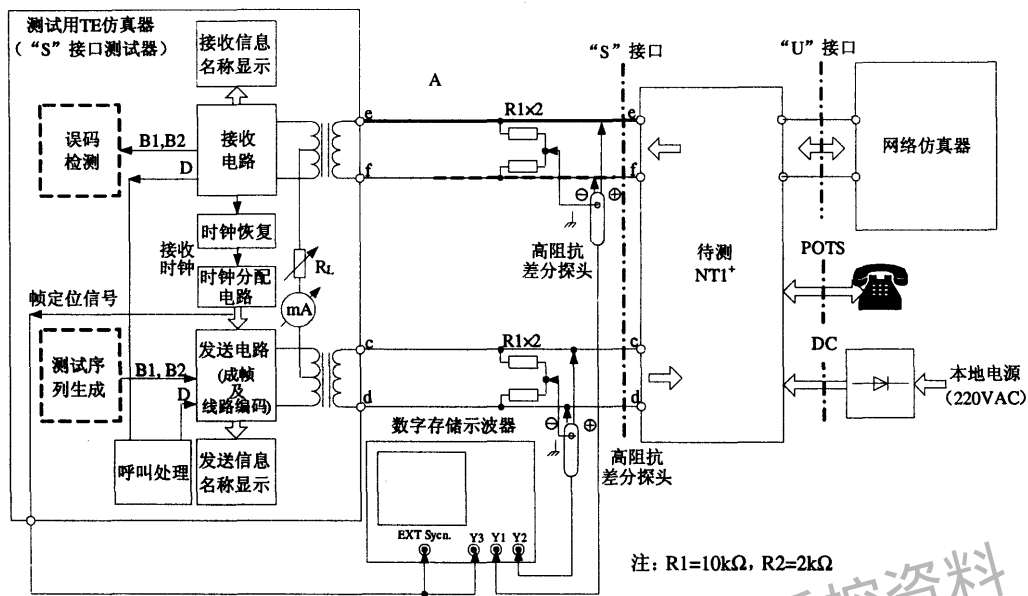 测试用TE仿真器
（“S”接口测试器）
接收信息
名称显示
A
“S”接口
“U”接口
误码
检测
B1,B2
D
接收
电路
e
f
R1×2
e
f
网络仿真器
时钟恢复
接收
时钟
时钟分配
电路
RL
mA
⊖ ⊕
高阻抗
差分探头
待测
NT1+
POTS
帧定位信号
测试序
列生成
B1, B2
D
发送电路
(成帧
及
线路编码)
c
d
R1×2
c
d
DC
本地电源
（220VAC）
呼叫处理
发送信息
名称显示
数字存储示波器
⊖ ⊕
高阻抗
差分探头
EXT Sycn.
Y3
Y1
Y2
注: R1=10kΩ, R2=2kΩ
控资料